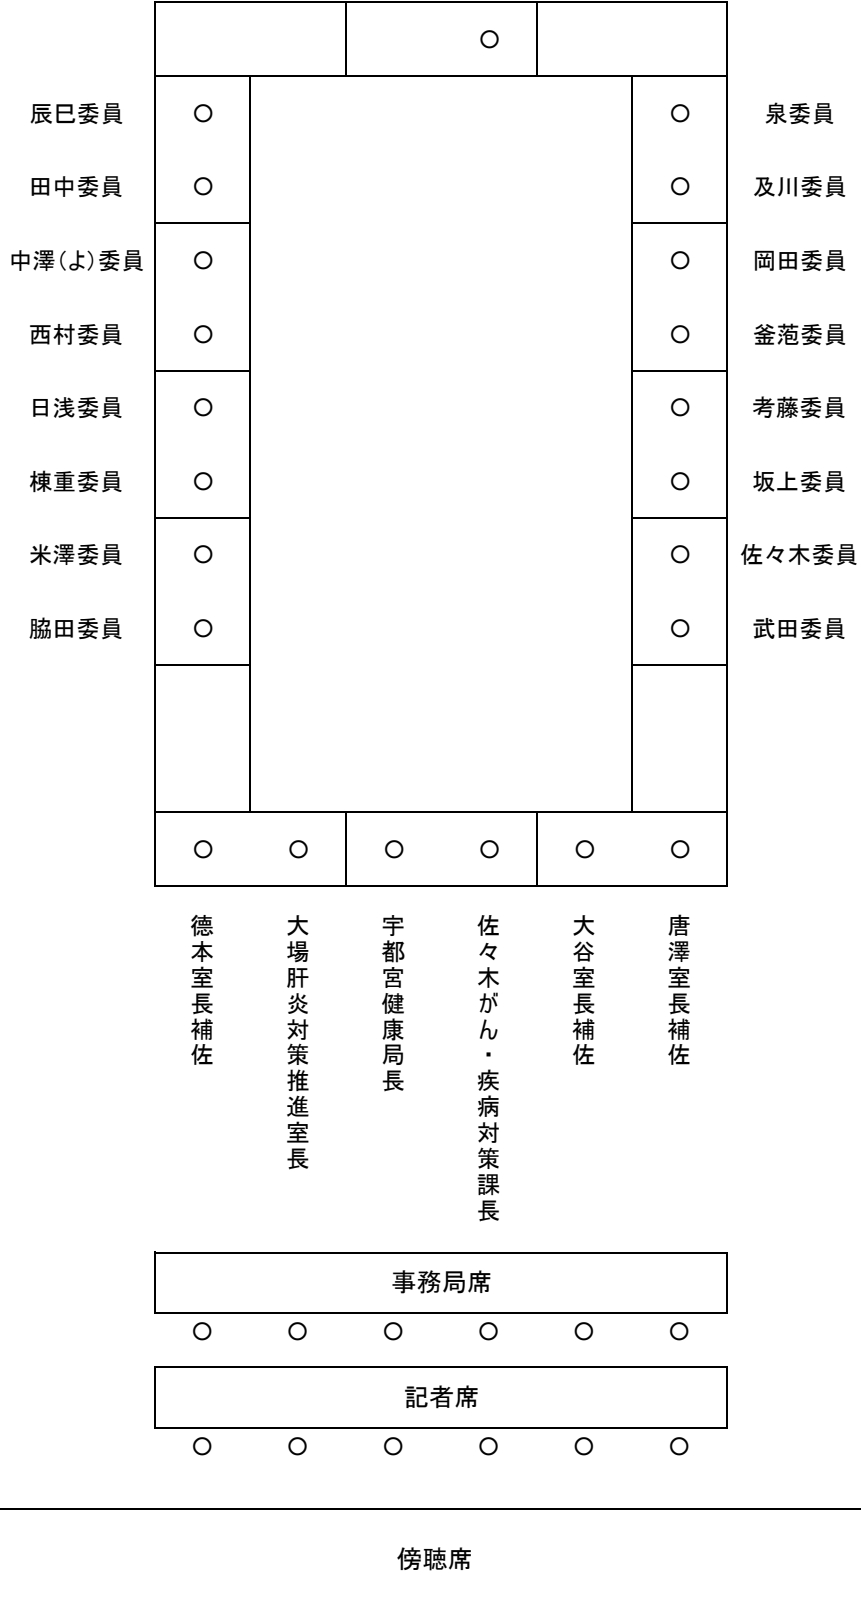 辰巳委員
泉委員
田中委員
及川委員
中澤(よ)委員
岡田委員
西村委員
釜萢委員
日浅委員
考藤委員
棟重委員
坂上委員
米澤委員
佐々木委員
脇田委員
武田委員
德本室長補佐
大場肝炎対策推進室長
宇都宮健康局長
佐々木がん・疾病対策課長
大谷室長補佐
唐澤室長補佐
事務局席
記者席
傍聴席